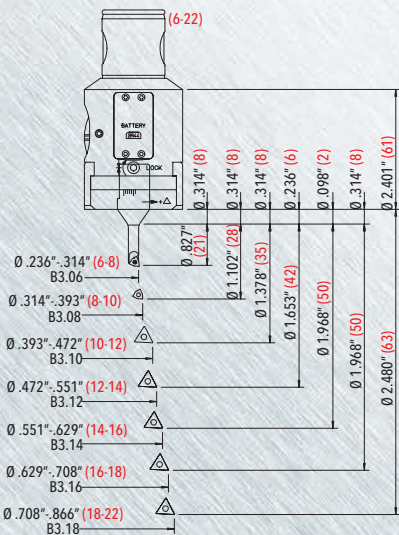 (6-22)
BATTERY
LOCK
+
Ø .314" (8)
Ø .314" (8)
Ø .314" (8)
Ø .236" (6)
Ø .098" (2)
Ø .314" (8)
Ø 2.401" (61)
Ø .827" (21)
Ø 1.102" (28)
Ø 1.378" (35)
Ø 1.653" (42)
Ø 1.968" (50)
Ø 1.968" (50)
Ø 2.480" (63)
Ø .236"-.314" (6-8)
B3.06
Ø .314"-.393" (8-10)
B3.08
Ø .393"-.472" (10-12)
B3.10
Ø .472"-.551" (12-14)
B3.12
Ø .551"-.629" (14-16)
B3.14
Ø .629"-.708" (16-18)
B3.16
Ø .708"-.866" (18-22)
B3.18